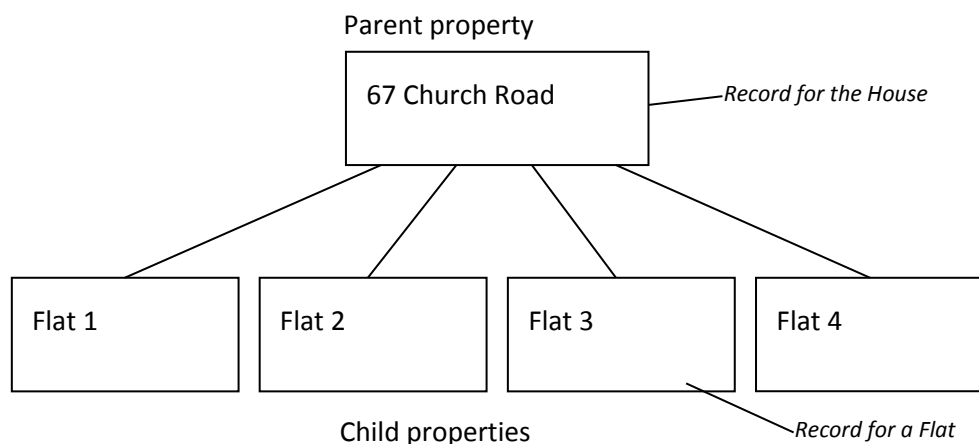 Parent property
67 Church Road
Record for the House
Flat 1
Flat 2
Flat 3
Flat 4
Child properties
Record for a Flat